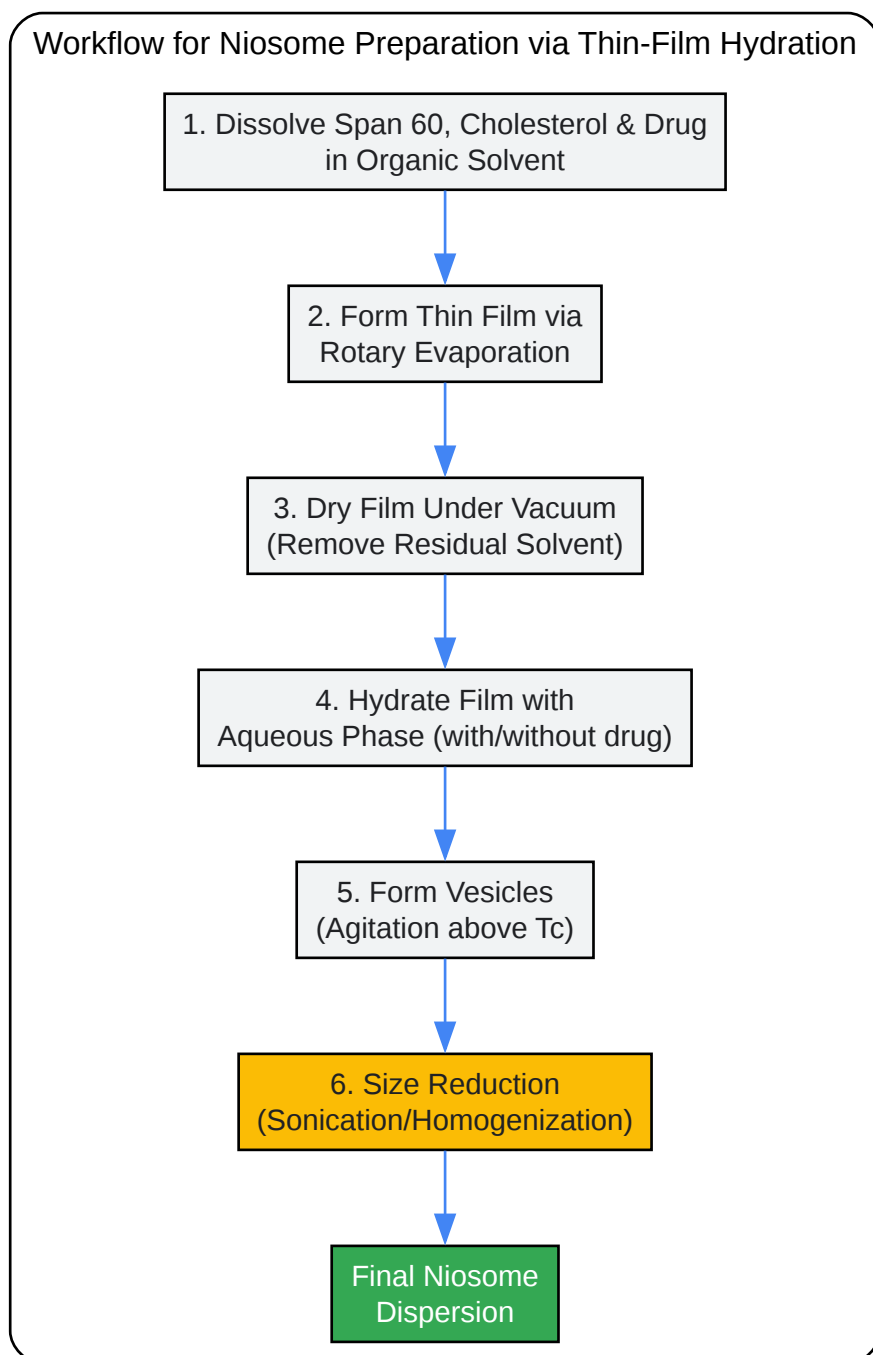 Workflow for Niosome Preparation via Thin-Film Hydration
1. Dissolve Span 60, Cholesterol & Drug
in Organic Solvent
2. Form Thin Film via
Rotary Evaporation
3. Dry Film Under Vacuum
(Remove Residual Solvent)
4. Hydrate Film with
Aqueous Phase (with/without drug)
5. Form Vesicles
(Agitation above Tc)
6. Size Reduction
(Sonication/Homogenization)
Final Niosome
Dispersion